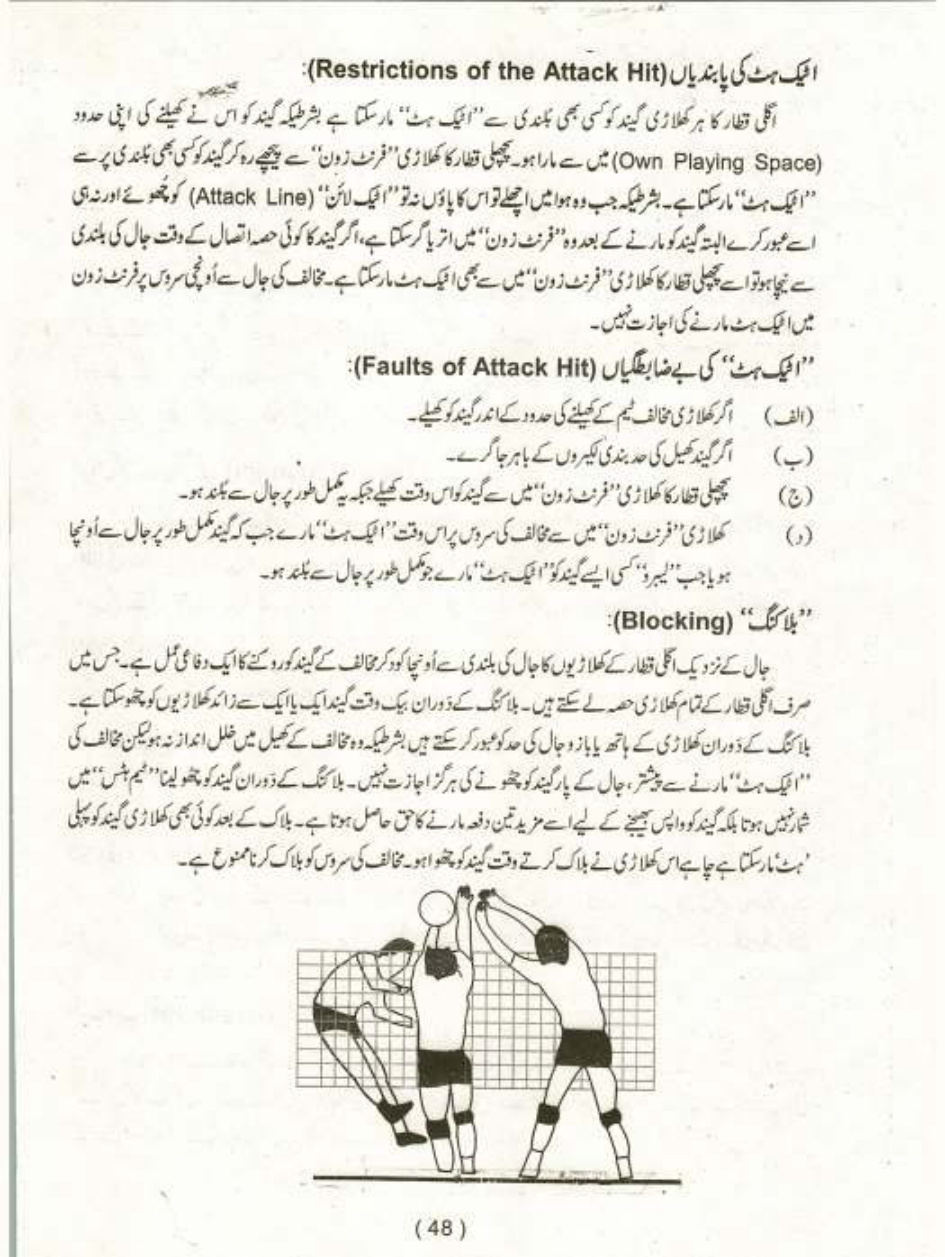 اٹیک ہٹ کی پابندیاں (Restrictions of the Attack Hit):
اگلی قطار کا ہر کھلاڑی گیند کو کسی بھی بلندی سے ”اٹیک ہٹ“ مار سکتا ہے بشرطیکہ گیند کو اس نے کھیلنے کی اپنی حدود
(Own Playing Space) میں سے مارا ہو۔ پچھلی قطار کا کھلاڑی ”فرنٹ زون“ سے پیچھے رہ کر گیند کو کسی بھی بلندی پر سے
”اٹیک ہٹ“ مار سکتا ہے۔ بشرطیکہ جب وہ ہوا میں اچھلے تو اس کا پاؤں نہ تو ”اٹیک لائن“ (Attack Line) کو چُھوئے اور نہ ہی
اسے عبور کرے البتہ گیند کو مارنے کے بعد وہ ”فرنٹ زون“ میں اتر یا گر سکتا ہے، اگر گیند کا کوئی حصہ اتصال کے وقت جال کی بلندی
سے نیچا ہو تو اسے پچھلی قطار کا کھلاڑی ”فرنٹ زون“ میں سے بھی اٹیک ہٹ مار سکتا ہے۔ مخالف کی جال سے اُونچی سروس پر فرنٹ زون
میں اٹیک ہٹ مارنے کی اجازت نہیں۔
”اٹیک ہٹ“ کی بے ضابطگیاں (Faults of Attack Hit):
(الف) اگر کھلاڑی مخالف ٹیم کے کھیلنے کی حدود کے اندر گیند کو کھیلے۔
(ب) اگر گیند کھیل کی حد بندی لکیروں کے باہر جا گرے۔
(ج) پچھلی قطار کا کھلاڑی ”فرنٹ زون“ میں سے گیند کو اس وقت کھیلے جبکہ یہ مکمل طور پر جال سے بلند ہو۔
(د) کھلاڑی ”فرنٹ زون“ میں سے مخالف کی سروس پر اس وقت ”اٹیک ہٹ“ مارے جب کہ گیند مکمل طور پر جال سے اُونچا
ہو یا جب ”لیبرو“ کسی ایسے گیند کو ”اٹیک ہٹ“ مارے جو مکمل طور پر جال سے بلند ہو۔
”بلاکنگ“ (Blocking):
جال کے نزدیک اگلی قطار کے کھلاڑیوں کا جال کی بلندی سے اُونچا کود کر مخالف کے گیند کو روکنے کا ایک دفاعی عمل ہے۔ جس میں
صرف اگلی قطار کے تمام کھلاڑی حصہ لے سکتے ہیں۔ بلاکنگ کے دَوران بیک وقت گیند ایک یا ایک سے زائد کھلاڑیوں کو چھو سکتا ہے۔
بلاکنگ کے دَوران کھلاڑی کے ہاتھ یا بازو جال کی حد کو عبور کر سکتے ہیں بشرطیکہ وہ مخالف کے کھیل میں خلل انداز نہ ہو لیکن مخالف کی
”اٹیک ہٹ“ مارنے سے پیشتر، جال کے پار گیند کو چھونے کی ہرگز اجازت نہیں۔ بلاکنگ کے دَوران گیند کو چھو لینا ”ٹیم ہٹس“ میں
شمار نہیں ہوتا بلکہ گیند کو واپس بھیجنے کے لیے اسے مزید تین دفعہ مارنے کا حق حاصل ہوتا ہے۔ بلاک کے بعد کوئی بھی کھلاڑی گیند کو پہلی
’ہٹ‘ مار سکتا ہے چاہے اس کھلاڑی نے بلاک کرتے وقت گیند کو چھوا ہو۔ مخالف کی سروس کو بلاک کرنا ممنوع ہے۔
(48)